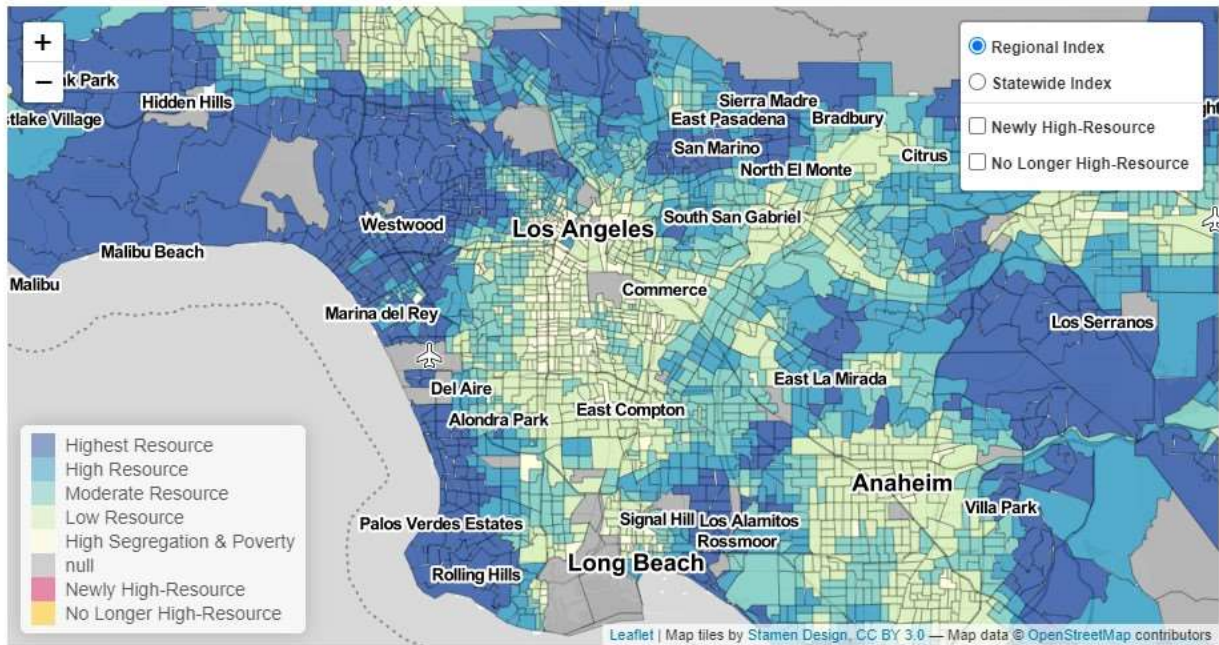 +
−
ak Park
Hidden Hills
stlake Village
Malibu Beach
Malibu
Westwood
Los Angeles
Marina del Rey
Del Aire
Alondra Park
East Compton
Commerce
South San Gabriel
North El Monte
San Marino
East Pasadena
Sierra Madre
Bradbury
Citrus
Los Serranos
East La Mirada
Anaheim
Villa Park
Palos Verdes Estates
Rolling Hills
Signal Hill
Los Alamitos
Rossmoor
Long Beach
Regional Index
Statewide Index
Newly High-Resource
No Longer High-Resource
Highest Resource
High Resource
Moderate Resource
Low Resource
High Segregation & Poverty
null
Newly High-Resource
No Longer High-Resource
Leaflet | Map tiles by Stamen Design, CC BY 3.0 — Map data © OpenStreetMap contributors